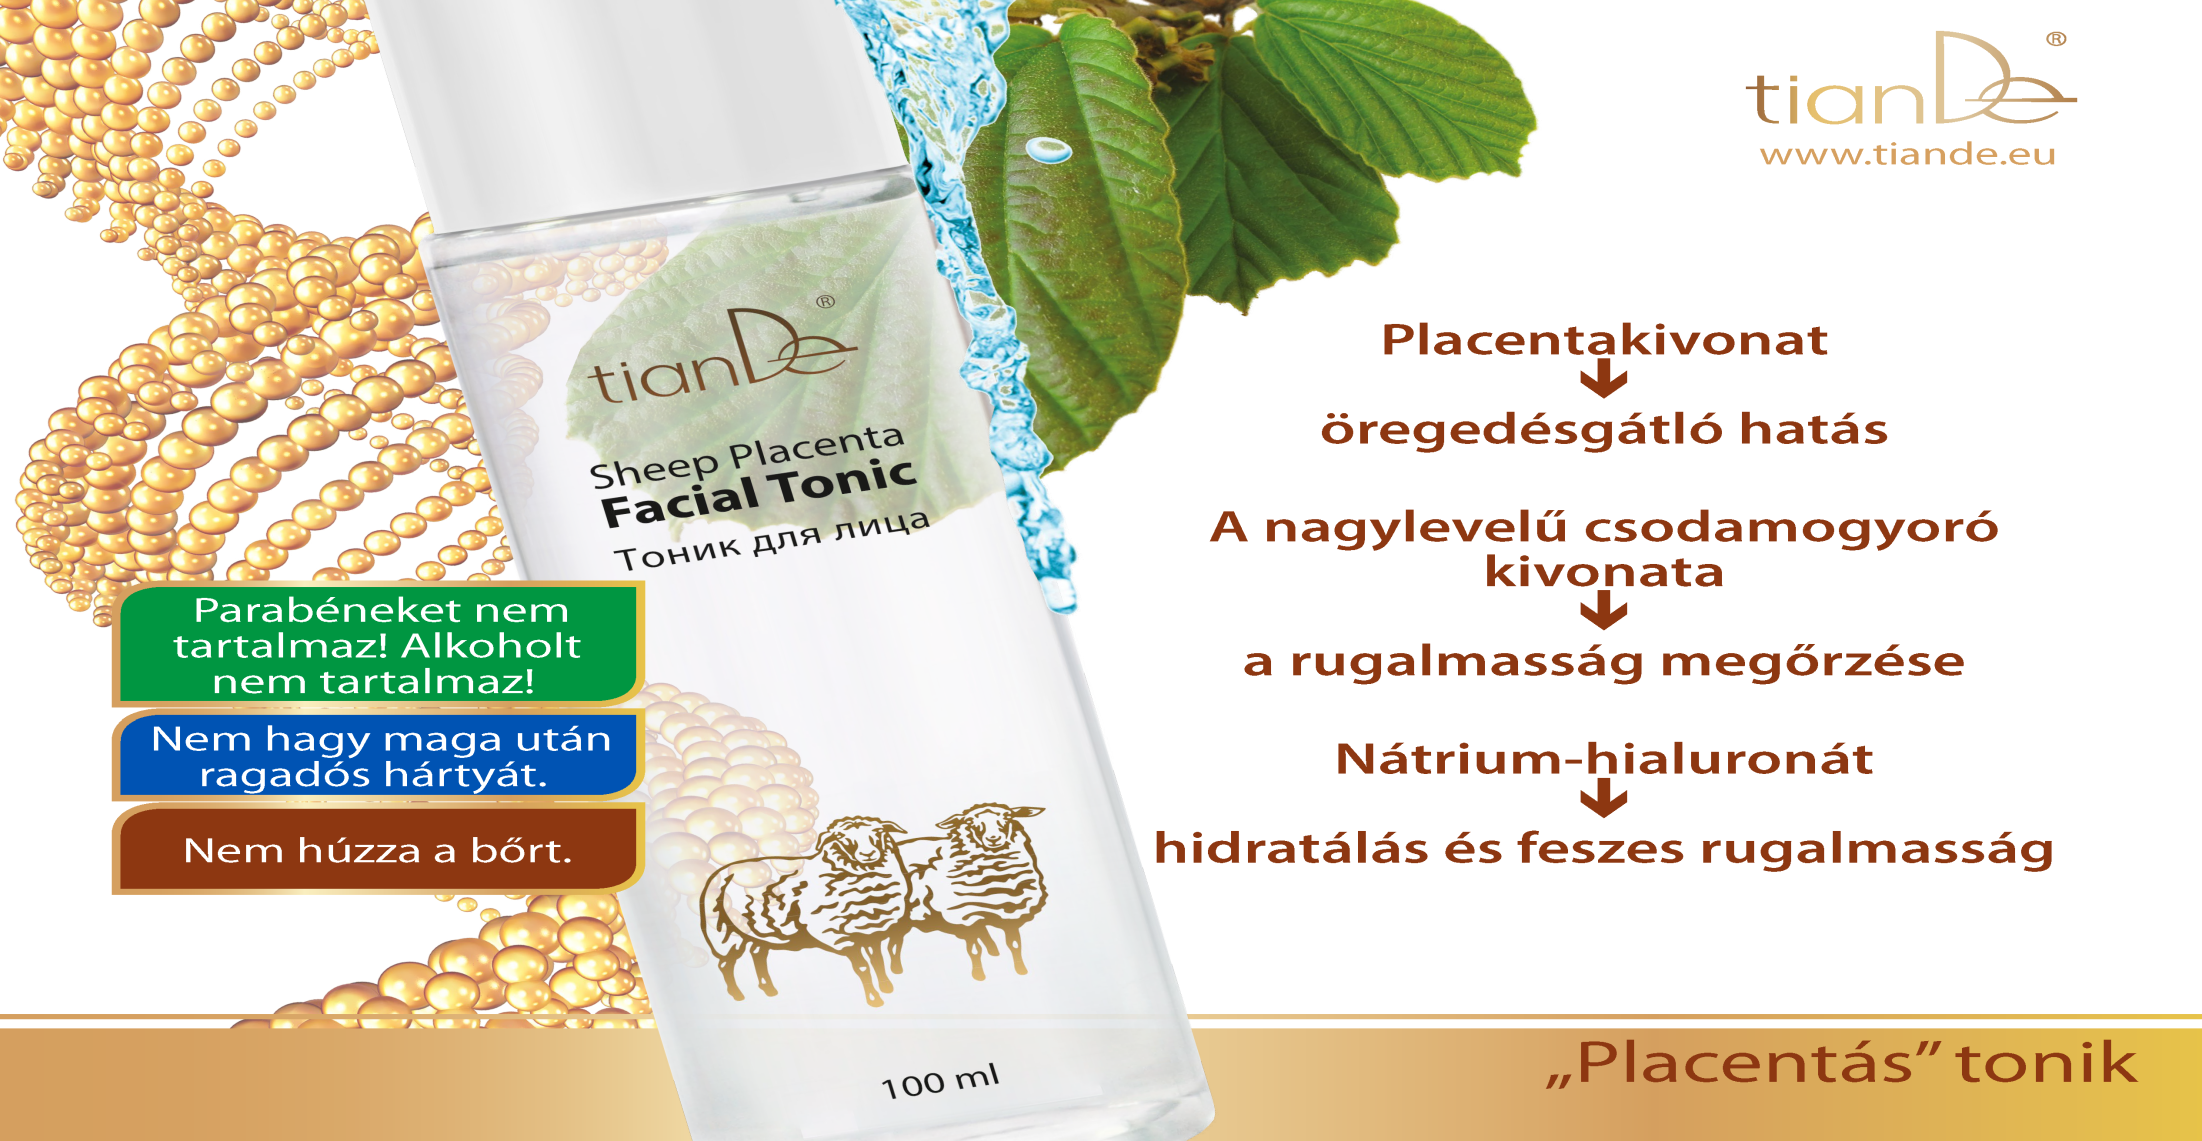 tianDe®
www.tiande.eu
tianDe®
Sheep Placenta
Facial Tonic
Тоник для лица
100 ml
Parabéneket nem
tartalmaz! Alkoholt
nem tartalmaz!
Nem hagy maga után
ragadós hártyát.
Nem húzza a bőrt.
Placentakivonat
öregedésgátló hatás
A nagylevelű csodamogyoró
kivonata
a rugalmasság megőrzése
Nátrium-hialuronát
hidratálás és feszes rugalmasság
„Placentás” tonik